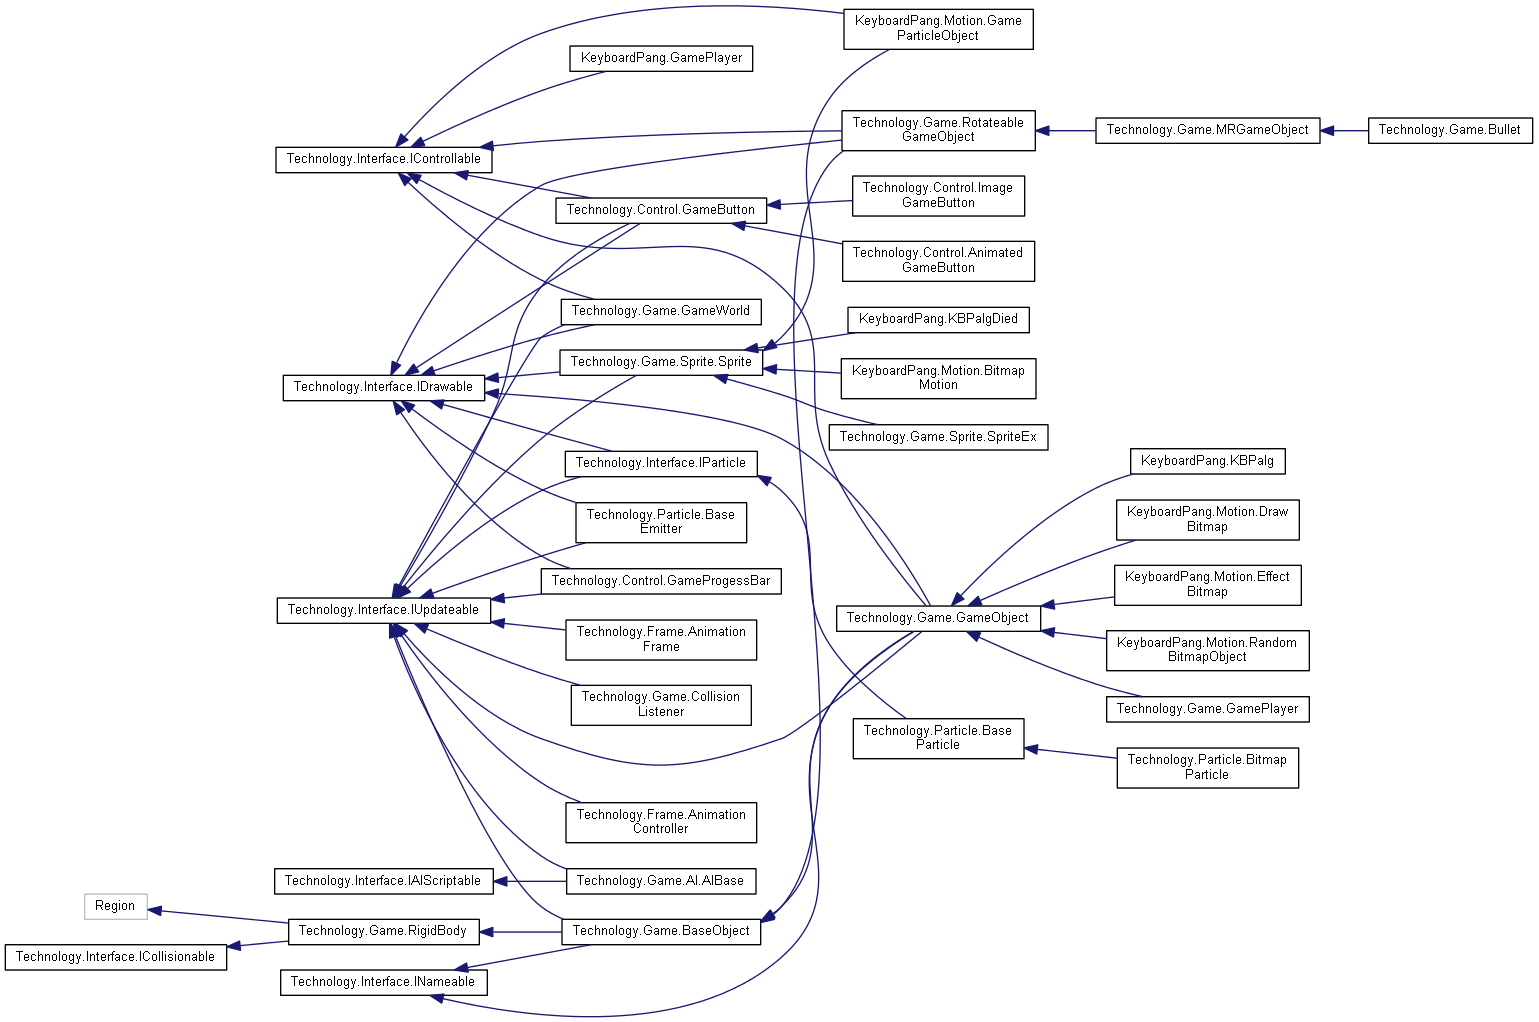 KeyboardPang.Motion.Game
ParticleObject
KeyboardPang.GamePlayer
Technology.Game.Rotateable
GameObject
Technology.Game.MRGameObject
Technology.Game.Bullet
Technology.Interface.IControllable
Technology.Control.Image
GameButton
Technology.Control.GameButton
Technology.Control.Animated
GameButton
Technology.Game.GameWorld
KeyboardPang.KBPalgDied
Technology.Game.Sprite.Sprite
KeyboardPang.Motion.Bitmap
Motion
Technology.Interface.IDrawable
Technology.Game.Sprite.SpriteEx
Technology.Interface.IParticle
KeyboardPang.KBPalg
Technology.Particle.Base
Emitter
KeyboardPang.Motion.Draw
Bitmap
Technology.Control.GameProgessBar
KeyboardPang.Motion.Effect
Bitmap
Technology.Interface.IUpdateable
Technology.Game.GameObject
Technology.Frame.Animation
Frame
KeyboardPang.Motion.Random
BitmapObject
Technology.Game.Collision
Listener
Technology.Game.GamePlayer
Technology.Particle.Base
Particle
Technology.Particle.Bitmap
Particle
Technology.Frame.Animation
Controller
Technology.Interface.IAIScriptable
Technology.Game.AI.AIBase
Region
Technology.Game.RigidBody
Technology.Game.BaseObject
Technology.Interface.ICollisionable
Technology.Interface.INameable